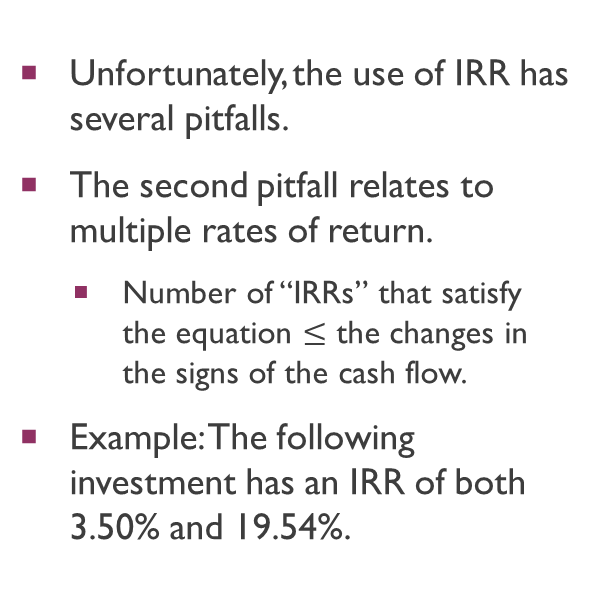 Unfortunately, the use of IRR has
several pitfalls.
The second pitfall relates to
multiple rates of return.
Number of “IRRs” that satisfy
the equation ≤ the changes in
the signs of the cash flow.
Example: The following
investment has an IRR of both
3.50% and 19.54%.